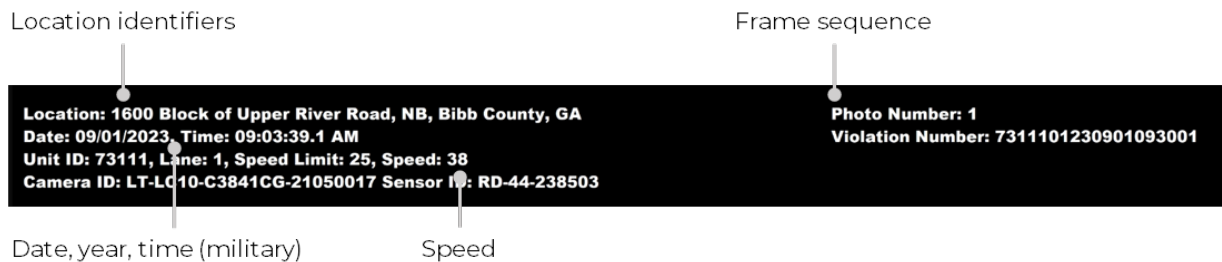 Location identifiers
Frame sequence
Location: 1600 Block of Upper River Road, NB, Bibb County, GA
Photo Number: 1
Date: 09/01/2023, Time: 09:03:39.1 AM
Violation Number: 7311101230901093001
Unit ID: 73111, Lane: 1, Speed Limit: 25, Speed: 38
Camera ID: LT-LC10-C3841CG-21050017 Sensor ID: RD-44-238503
Date, year, time (military)
Speed